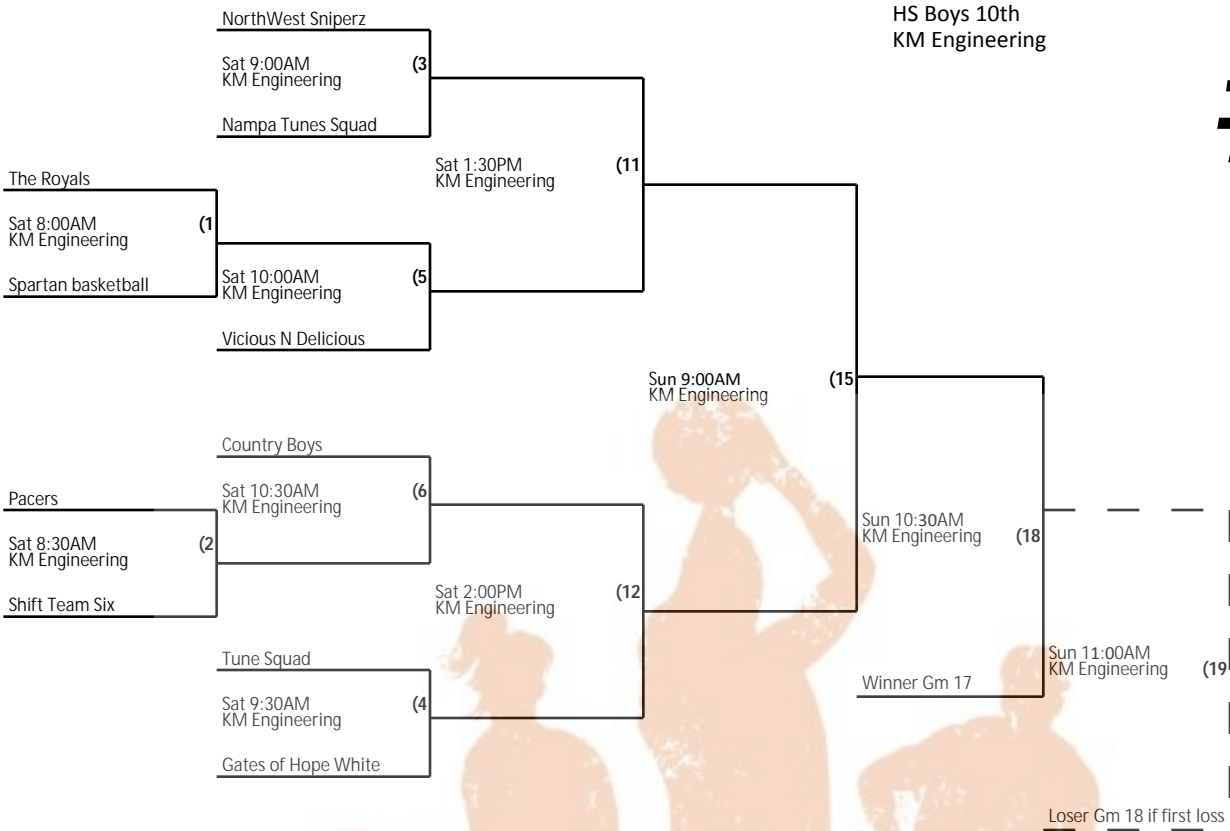 HS Boys 10th
KM Engineering
NorthWest Sniperz
Sat 9:00AM
KM Engineering
(3
Nampa Tunes Squad
Sat 1:30PM
KM Engineering
(11
The Royals
Sat 8:00AM
KM Engineering
(1
Spartan basketball
Sat 10:00AM
KM Engineering
(5
Vicious N Delicious
Sun 9:00AM
KM Engineering
(15
Country Boys
Sat 10:30AM
KM Engineering
(6
Pacers
Sat 8:30AM
KM Engineering
(2
Shift Team Six
Sun 10:30AM
KM Engineering
(18
Sat 2:00PM
KM Engineering
(12
Tune Squad
Sat 9:30AM
KM Engineering
(4
Gates of Hope White
Sun 11:00AM
KM Engineering
(19
Winner Gm 17
Loser Gm 18 if first loss